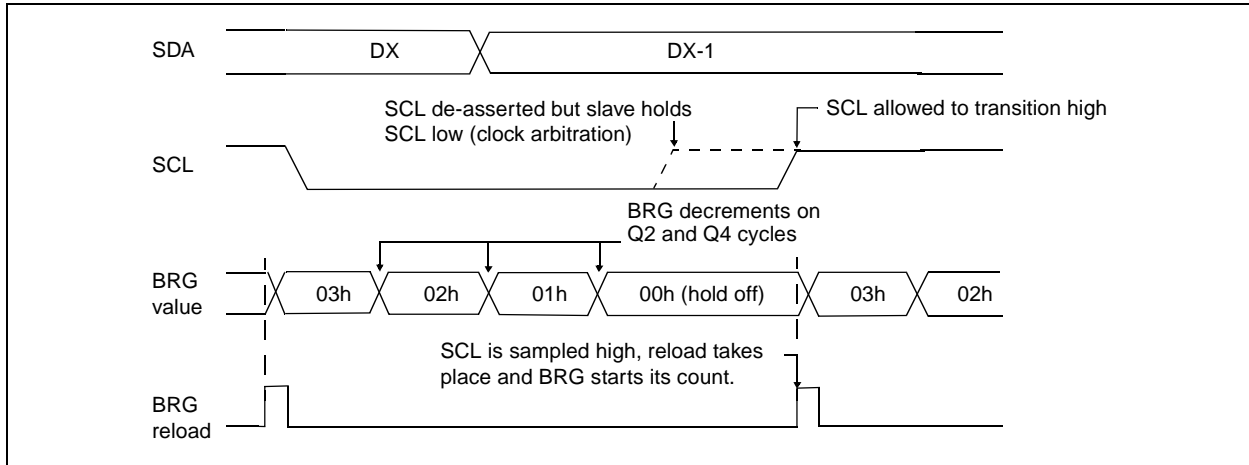 SDA
DX
DX-1
SCL de-asserted but slave holds
SCL low (clock arbitration)
SCL allowed to transition high
SCL
BRG decrements on
Q2 and Q4 cycles
BRG
value
03h
02h
01h
00h (hold off)
03h
02h
SCL is sampled high, reload takes
place and BRG starts its count.
BRG
reload